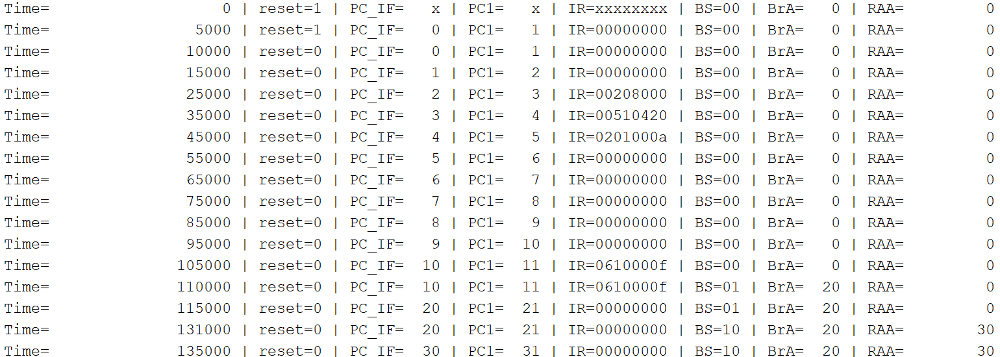 Time=                   0 | reset=1 | PC_IF=   x | PC1=   x | IR=xxxxxxxx | BS=00 | BrA=   0 | RAA=         0
Time=                5000 | reset=1 | PC_IF=   0 | PC1=   1 | IR=00000000 | BS=00 | BrA=   0 | RAA=         0
Time=               10000 | reset=0 | PC_IF=   0 | PC1=   1 | IR=00000000 | BS=00 | BrA=   0 | RAA=         0
Time=               15000 | reset=0 | PC_IF=   1 | PC1=   2 | IR=00000000 | BS=00 | BrA=   0 | RAA=         0
Time=               25000 | reset=0 | PC_IF=   2 | PC1=   3 | IR=00208000 | BS=00 | BrA=   0 | RAA=         0
Time=               35000 | reset=0 | PC_IF=   3 | PC1=   4 | IR=00510420 | BS=00 | BrA=   0 | RAA=         0
Time=               45000 | reset=0 | PC_IF=   4 | PC1=   5 | IR=0201000a | BS=00 | BrA=   0 | RAA=         0
Time=               55000 | reset=0 | PC_IF=   5 | PC1=   6 | IR=00000000 | BS=00 | BrA=   0 | RAA=         0
Time=               65000 | reset=0 | PC_IF=   6 | PC1=   7 | IR=00000000 | BS=00 | BrA=   0 | RAA=         0
Time=               75000 | reset=0 | PC_IF=   7 | PC1=   8 | IR=00000000 | BS=00 | BrA=   0 | RAA=         0
Time=               85000 | reset=0 | PC_IF=   8 | PC1=   9 | IR=00000000 | BS=00 | BrA=   0 | RAA=         0
Time=               95000 | reset=0 | PC_IF=   9 | PC1=  10 | IR=00000000 | BS=00 | BrA=   0 | RAA=         0
Time=              105000 | reset=0 | PC_IF=  10 | PC1=  11 | IR=0610000f | BS=00 | BrA=   0 | RAA=         0
Time=              110000 | reset=0 | PC_IF=  10 | PC1=  11 | IR=0610000f | BS=01 | BrA=  20 | RAA=         0
Time=              115000 | reset=0 | PC_IF=  20 | PC1=  21 | IR=00000000 | BS=01 | BrA=  20 | RAA=         0
Time=              131000 | reset=0 | PC_IF=  20 | PC1=  21 | IR=00000000 | BS=10 | BrA=  20 | RAA=        30
Time=              135000 | reset=0 | PC_IF=  30 | PC1=  31 | IR=00000000 | BS=10 | BrA=  20 | RAA=        30